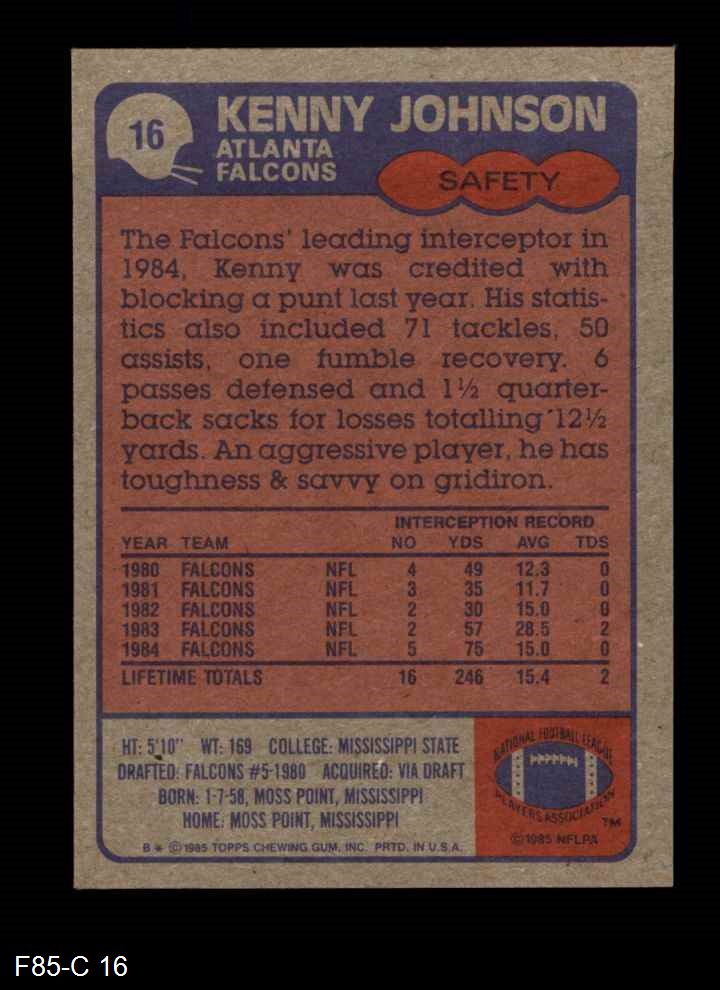 16
KENNY JOHNSON
ATLANTA
FALCONS
SAFETY
The Falcons' leading interceptor in
1984, Kenny was credited with
blocking a punt last year. His statis-
tics also included 71 tackles, 50
assists, one fumble recovery. 6
passes defensed and 1½ quarter-
back sacks for losses totalling 12½
yards. An aggressive player, he has
toughness & savvy on gridiron.
INTERCEPTION RECORD
YEAR TEAM NO YDS AVG TDS
1980 FALCONS NFL 4 49 12.3 0
1981 FALCONS NFL 3 35 11.7 0
1982 FALCONS NFL 2 30 15.0 0
1983 FALCONS NFL 2 57 28.5 2
1984 FALCONS NFL 5 75 15.0 0
LIFETIME TOTALS 16 246 15.4 2
HT: 5'10" WT: 169 COLLEGE: MISSISSIPPI STATE
DRAFTED: FALCONS #5-1980 ACQUIRED: VIA DRAFT
BORN: 1-7-58, MOSS POINT, MISSISSIPPI
HOME: MOSS POINT, MISSISSIPPI
B * ©1985 TOPPS CHEWING GUM, INC. PRTD. IN U.S.A.
NATIONAL FOOTBALL LEAGUE
PLAYERS ASSOCIATION
TM
©1985 NFLPA
F85-C 16